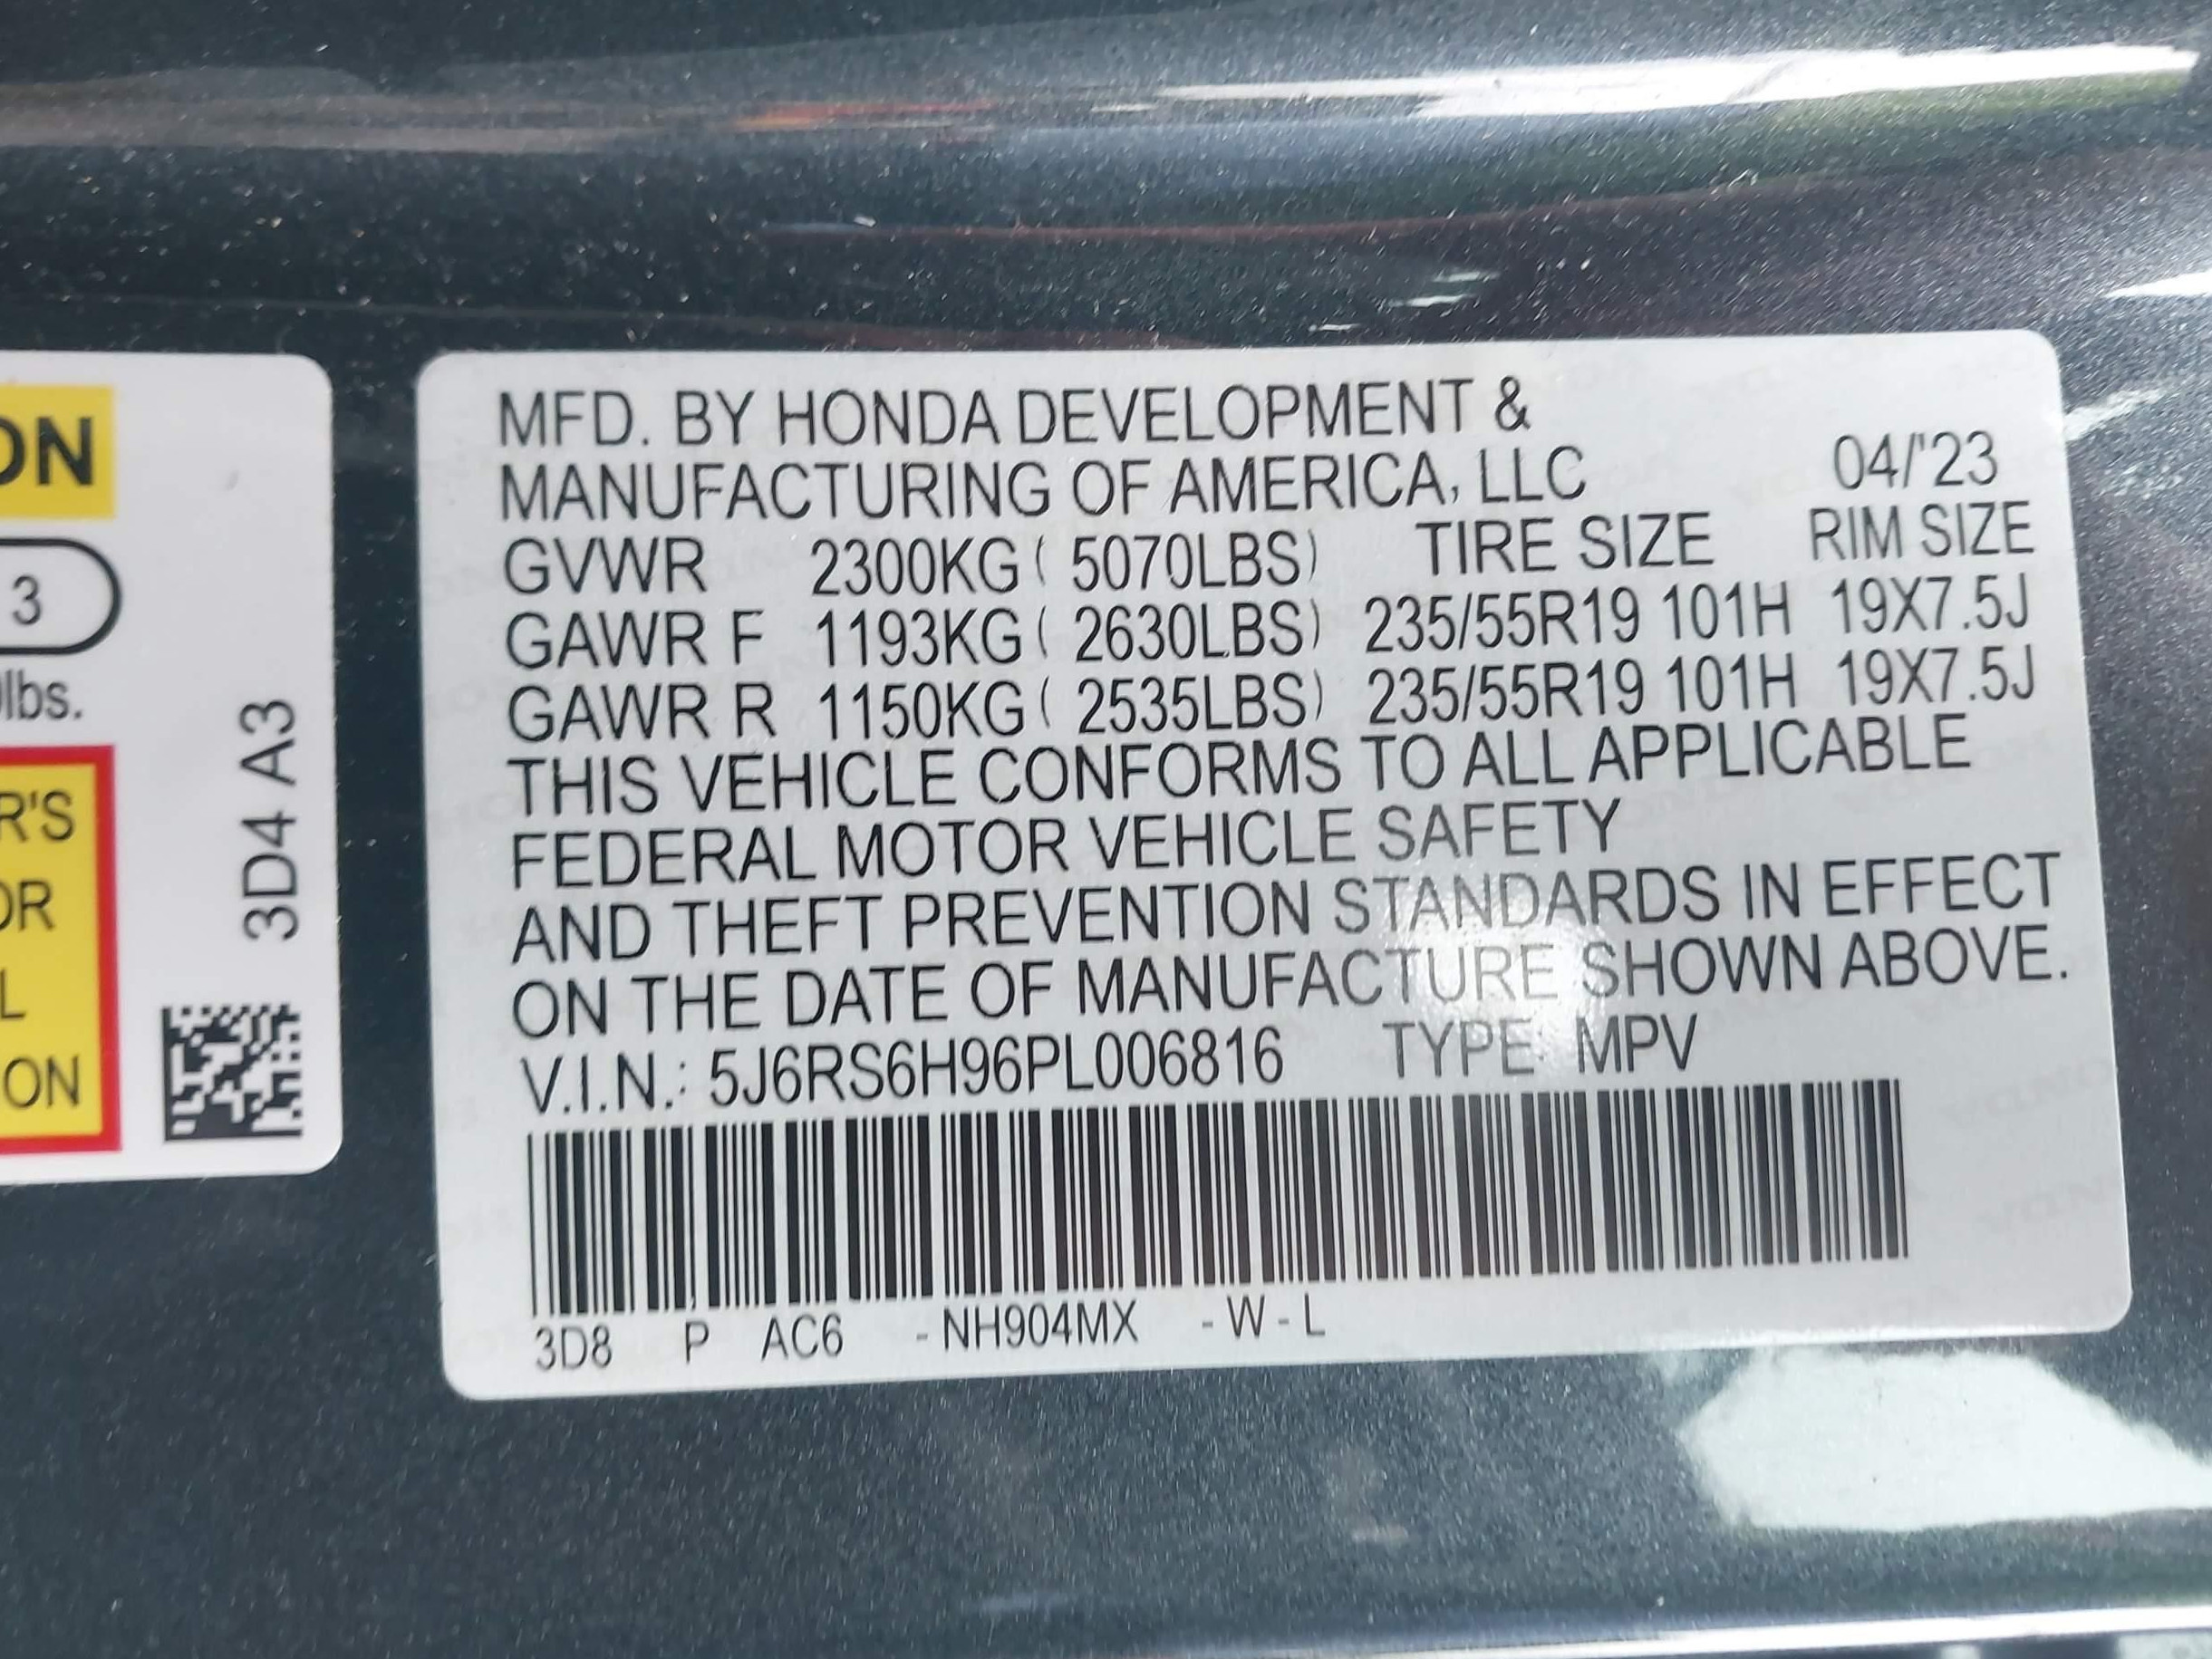 ON
3
lbs.
R'S
OR
L
ON
3D4 A3
MFD. BY HONDA DEVELOPMENT &
MANUFACTURING OF AMERICA, LLC 04/'23
GVWR 2300KG ( 5070LBS) TIRE SIZE RIM SIZE
GAWR F 1193KG ( 2630LBS) 235/55R19 101H 19X7.5J
GAWR R 1150KG ( 2535LBS) 235/55R19 101H 19X7.5J
THIS VEHICLE CONFORMS TO ALL APPLICABLE
FEDERAL MOTOR VEHICLE SAFETY
AND THEFT PREVENTION STANDARDS IN EFFECT
ON THE DATE OF MANUFACTURE SHOWN ABOVE.
V.I.N.: 5J6RS6H96PL006816 TYPE: MPV
3D8 P AC6 -NH904MX -W-L